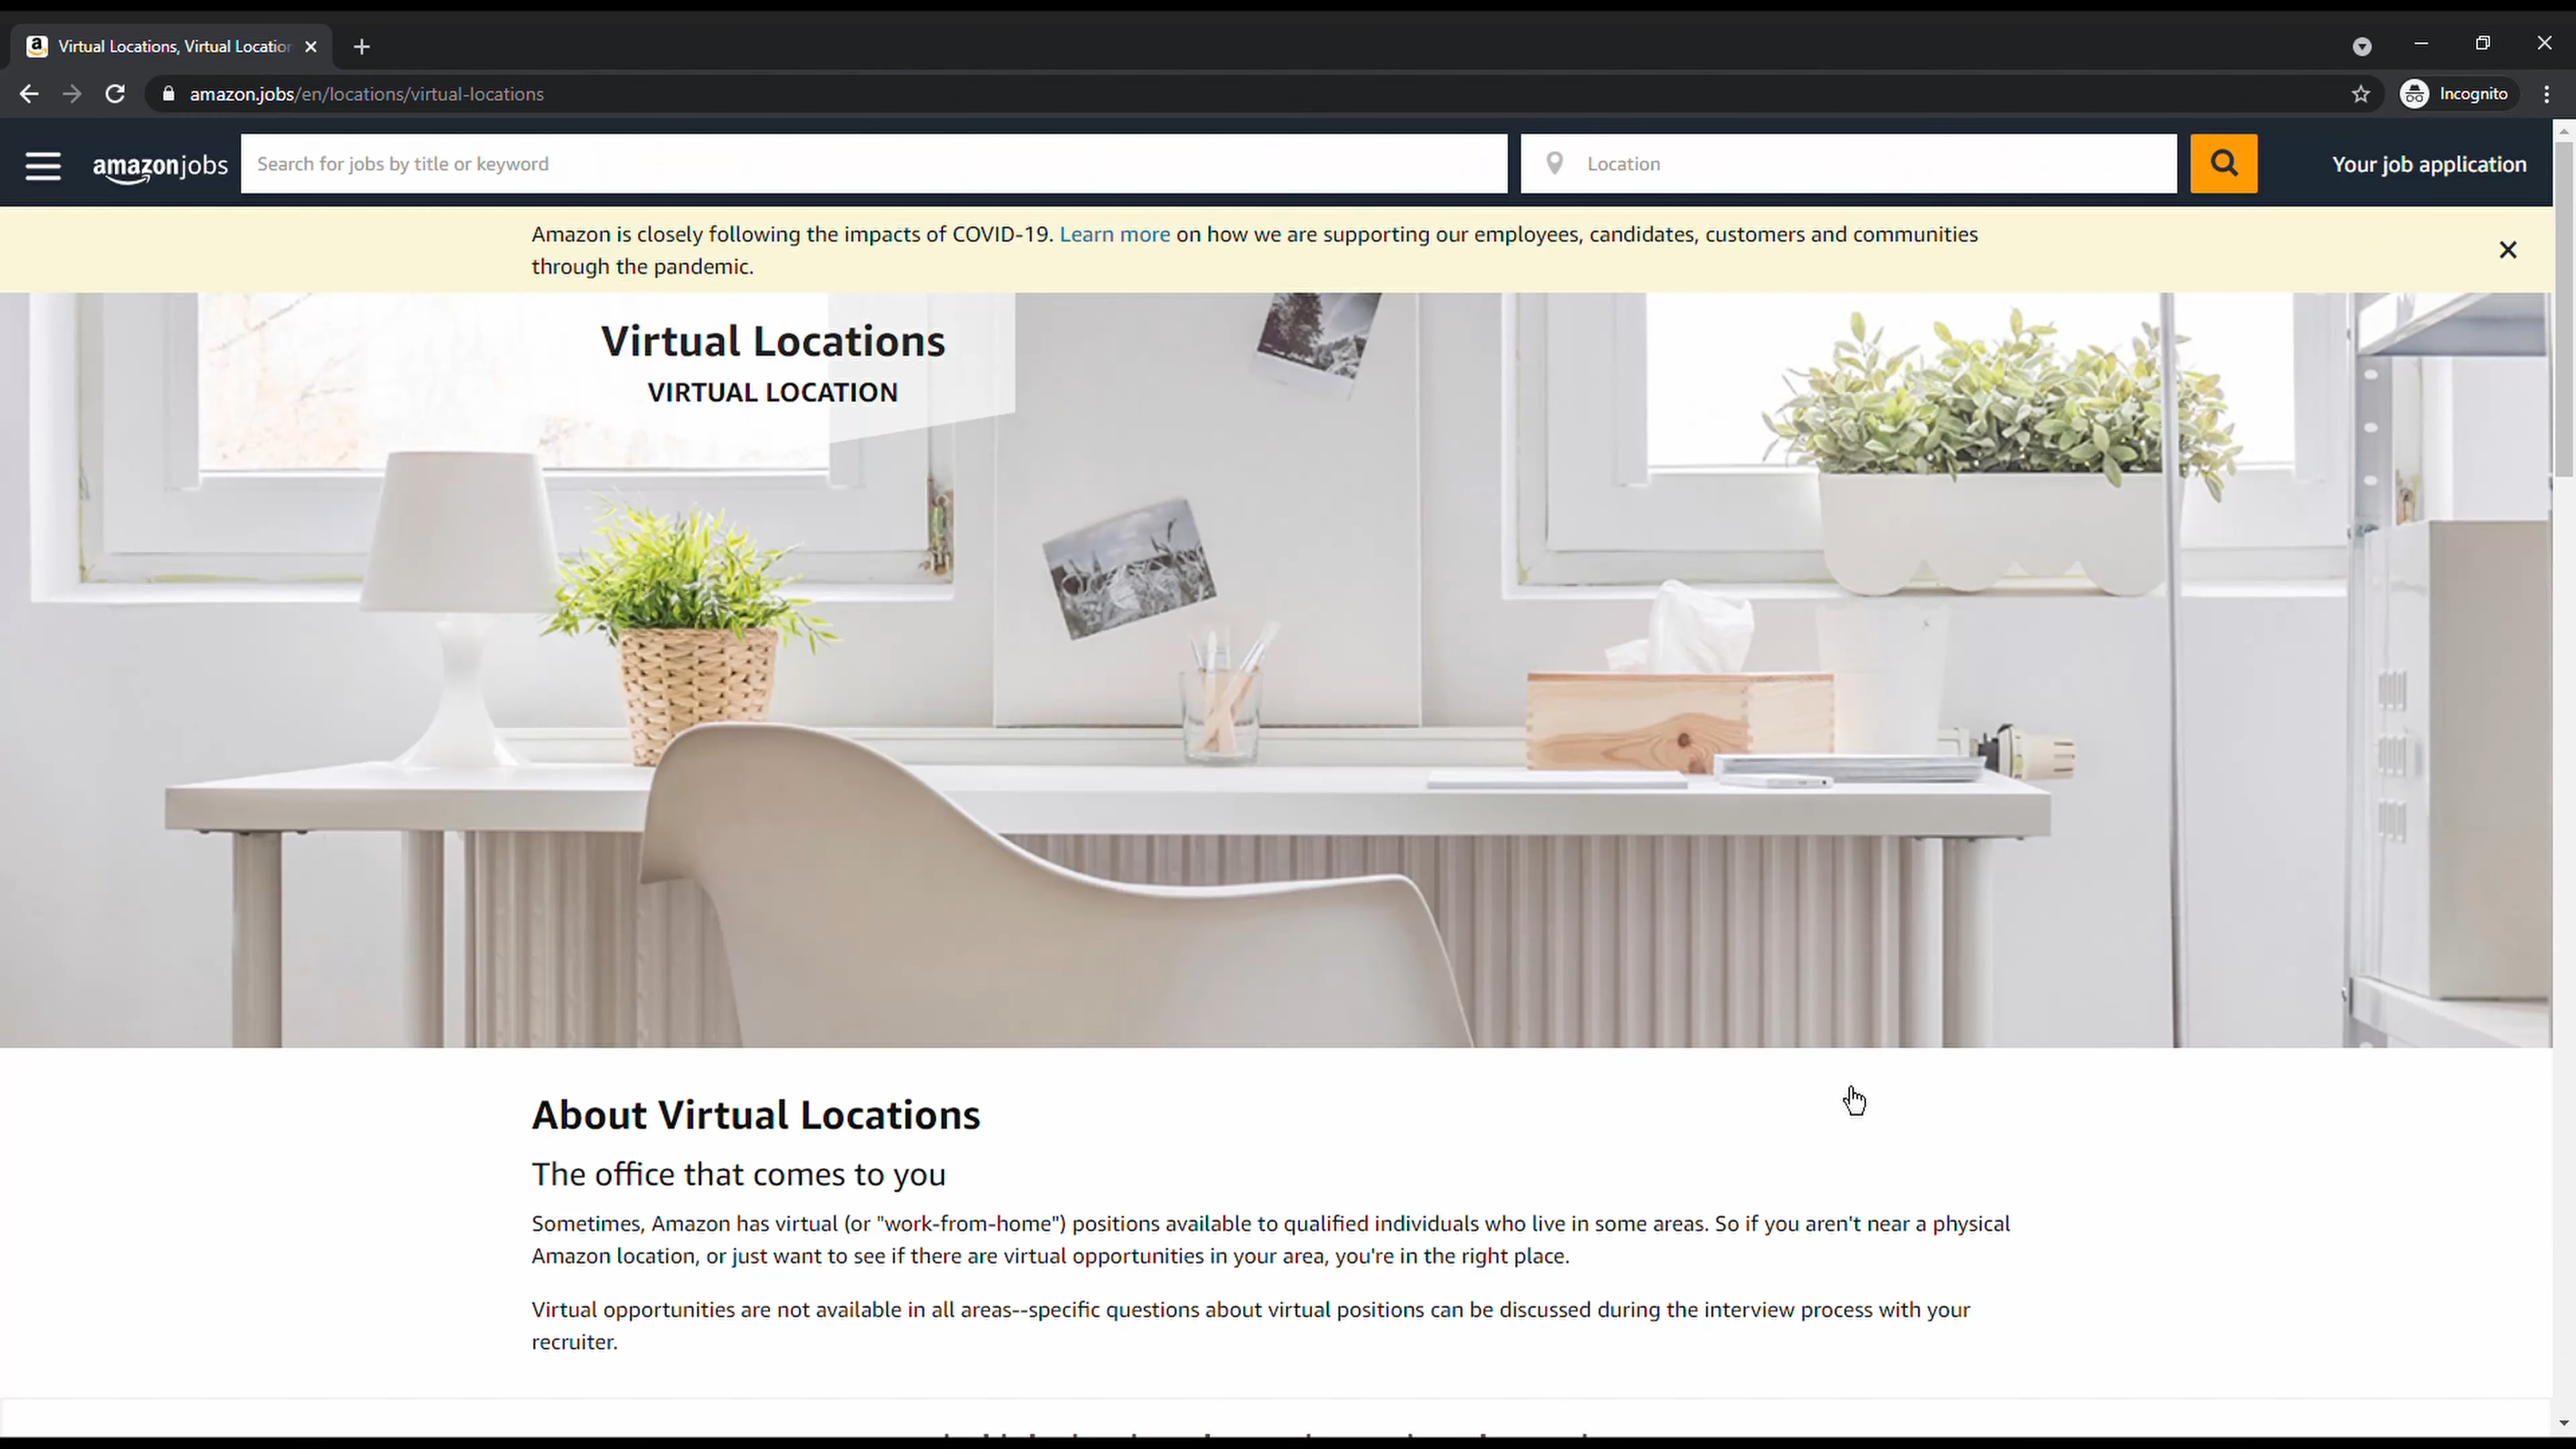 Virtual Locations, Virtual Location
amazon.jobs/en/locations/virtual-locations
Incognito
amazonjobs
Search for jobs by title or keyword
Location
Your job application
Amazon is closely following the impacts of COVID-19. Learn more on how we are supporting our employees, candidates, customers and communities
through the pandemic.
Virtual Locations
VIRTUAL LOCATION
About Virtual Locations
The office that comes to you
Sometimes, Amazon has virtual (or "work-from-home") positions available to qualified individuals who live in some areas. So if you aren't near a physical
Amazon location, or just want to see if there are virtual opportunities in your area, you're in the right place.
Virtual opportunities are not available in all areas--specific questions about virtual positions can be discussed during the interview process with your
recruiter.